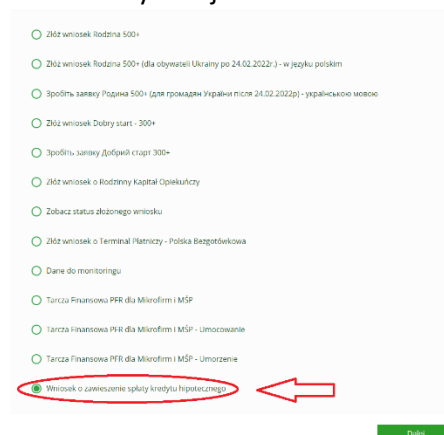 Złóż wniosek Rodzina 500+
Złóż wniosek Rodzina 500+ (dla obywateli Ukrainy po 24.02.2022r.) - w języku polskim
Зробіть заявку Родина 500+ (для громадян України після 24.02.2022р) - українською мовою
Złóż wniosek Dobry start - 300+
Зробіть заявку Добрий старт 300+
Złóż wniosek o Rodzinny Kapitał Opiekuńczy
Zobacz status złożonego wniosku
Złóż wniosek o Terminal Płatniczy - Polska Bezgotówkowa
Dane do monitoringu
Tarcza Finansowa PFR dla Mikrofirm i MŚP
Tarcza Finansowa PFR dla Mikrofirm i MŚP - Umocowanie
Tarcza Finansowa PFR dla Mikrofirm i MŚP - Umorzenie
Wniosek o zawieszenie spłaty kredytu hipotecznego
Dalej